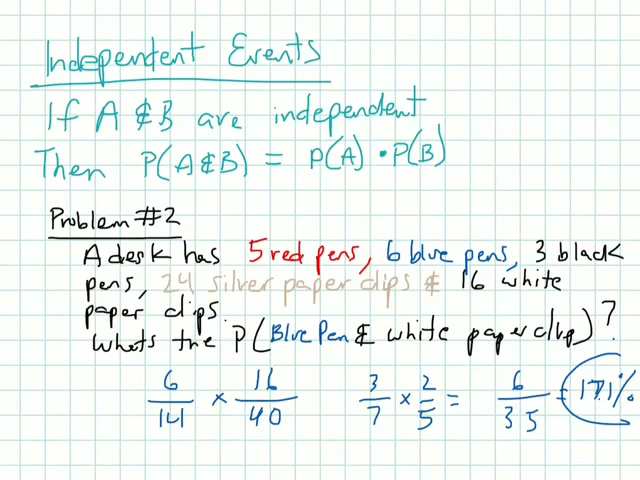 Independent Events
If A & B are independent
Then P(A&B) = P(A) • P(B)
Problem #2
A desk has 5 red pens, 6 blue pens, 3 black
pens, 24 silver paper clips & 16 white
paper clips.
Whats the P(Blue Pen & white paper clip)?
6/14 × 16/40 3/7 × 2/5 = 6/35 = 17.1%